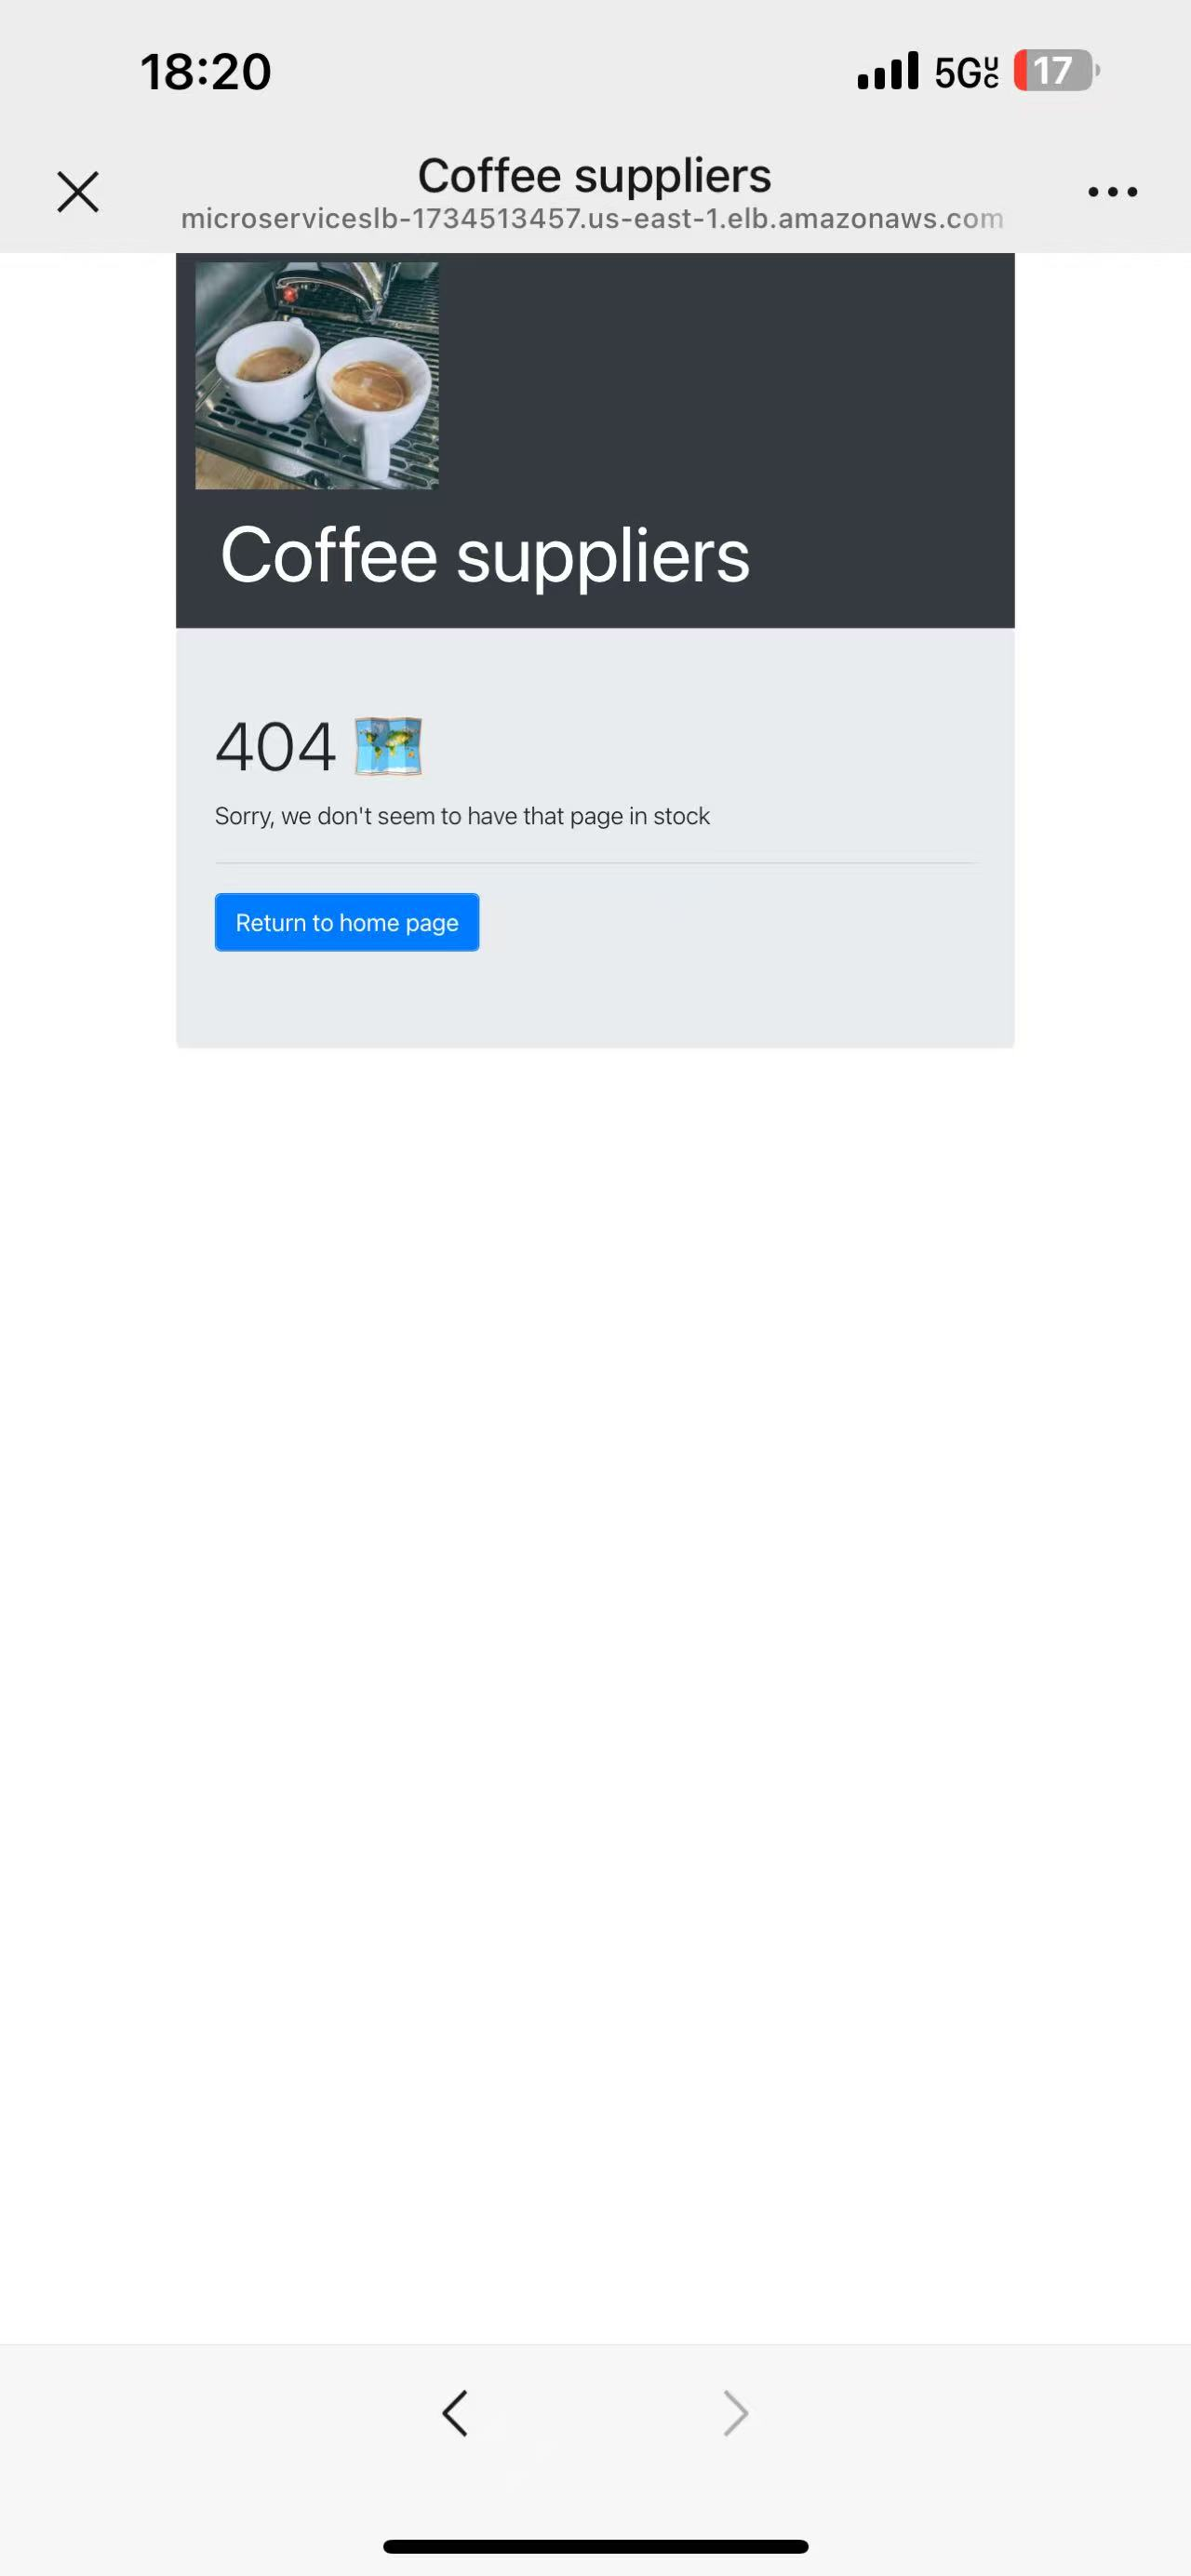 18:20
5GUC
17
Coffee suppliers
microserviceslb-1734513457.us-east-1.elb.amazonaws.com
Coffee suppliers
404
Sorry, we don't seem to have that page in stock
Return to home page